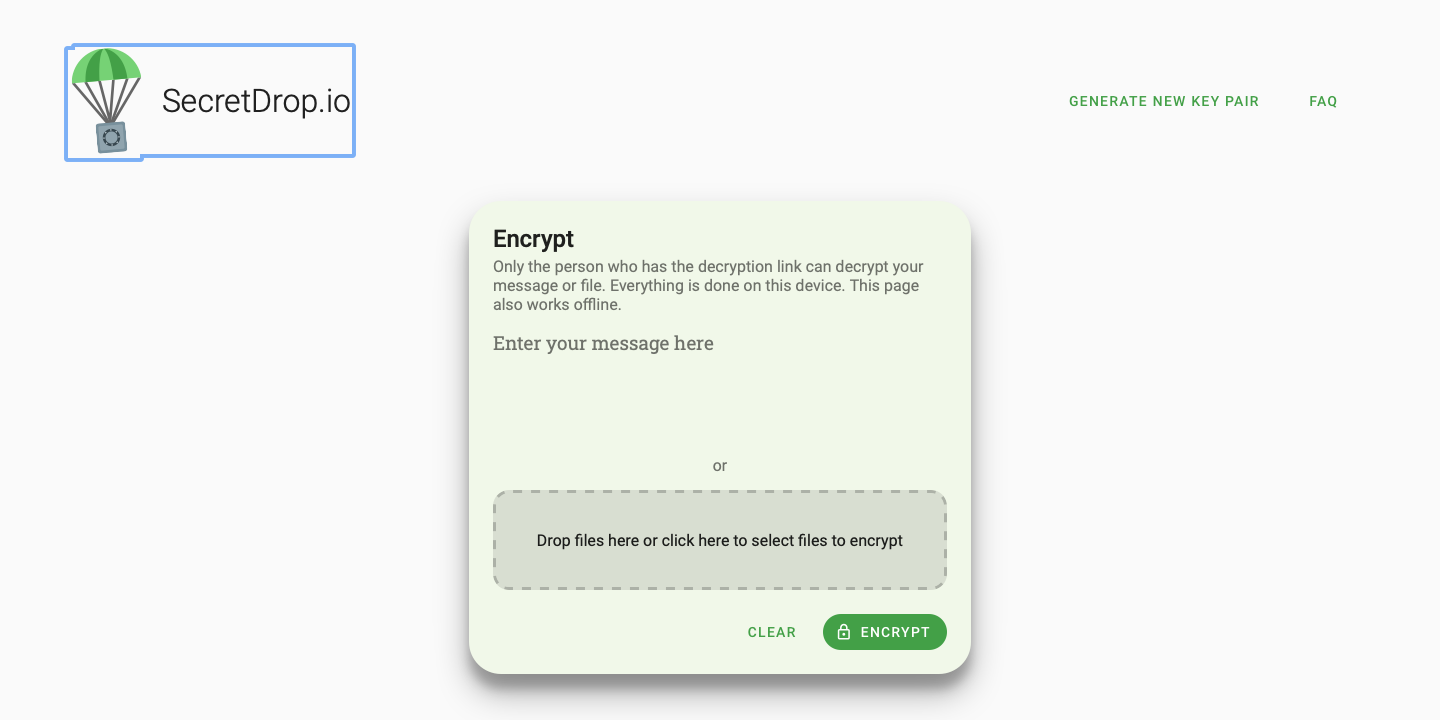 SecretDrop.io
GENERATE NEW KEY PAIR
FAQ
Encrypt
Only the person who has the decryption link can decrypt your
message or file. Everything is done on this device. This page
also works offline.
Enter your message here
or
Drop files here or click here to select files to encrypt
CLEAR
ENCRYPT